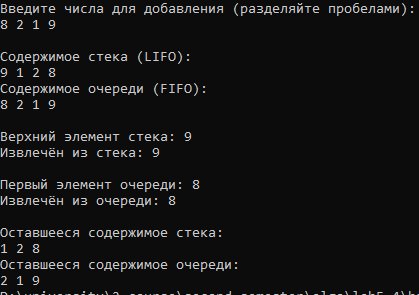 Введите числа для добавления (разделяйте пробелами):
8 2 1 9
Содержимое стека (LIFO):
9 1 2 8
Содержимое очереди (FIFO):
8 2 1 9
Верхний элемент стека: 9
Извлечён из стека: 9
Первый элемент очереди: 8
Извлечён из очереди: 8
Оставшееся содержимое стека:
1 2 8
Оставшееся содержимое очереди:
2 1 9